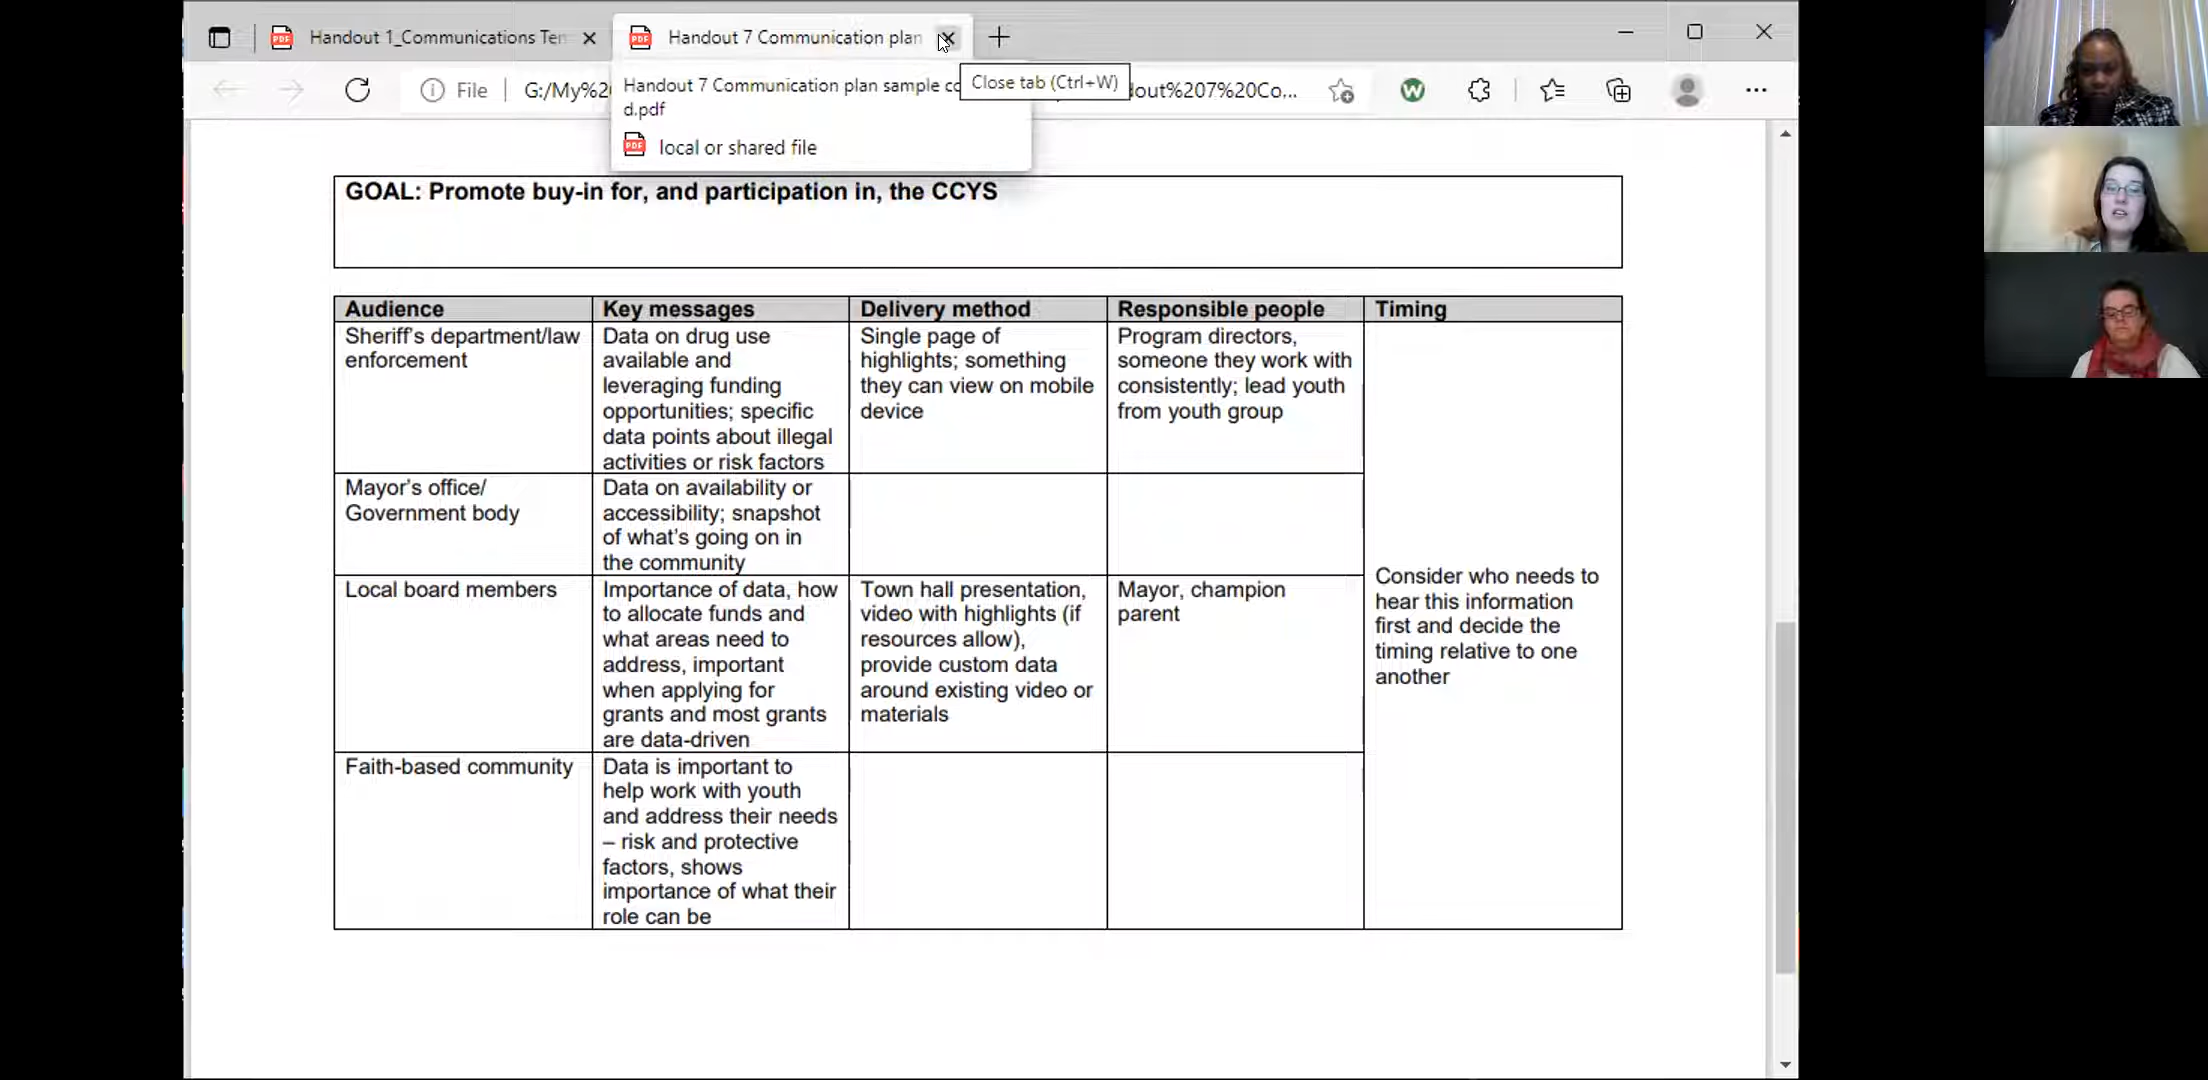 Handout 1_Communications Ten
Handout 7 Communication plan
File
G:/My%2
Handout 7 Communication plan sample co
d.pdf
local or shared file
Close tab (Ctrl+W)
out%207%20Co...
W
GOAL: Promote buy-in for, and participation in, the CCYS
Audience
Key messages
Delivery method
Responsible people
Timing
Sheriff's department/law
enforcement
Data on drug use
available and
leveraging funding
opportunities; specific
data points about illegal
activities or risk factors
Single page of
highlights; something
they can view on mobile
device
Program directors,
someone they work with
consistently; lead youth
from youth group
Mayor's office/
Government body
Data on availability or
accessibility; snapshot
of what's going on in
the community
Local board members
Importance of data, how
to allocate funds and
what areas need to
address, important
when applying for
grants and most grants
are data-driven
Town hall presentation,
video with highlights (if
resources allow),
provide custom data
around existing video or
materials
Mayor, champion
parent
Faith-based community
Data is important to
help work with youth
and address their needs
– risk and protective
factors, shows
importance of what their
role can be
Consider who needs to
hear this information
first and decide the
timing relative to one
another